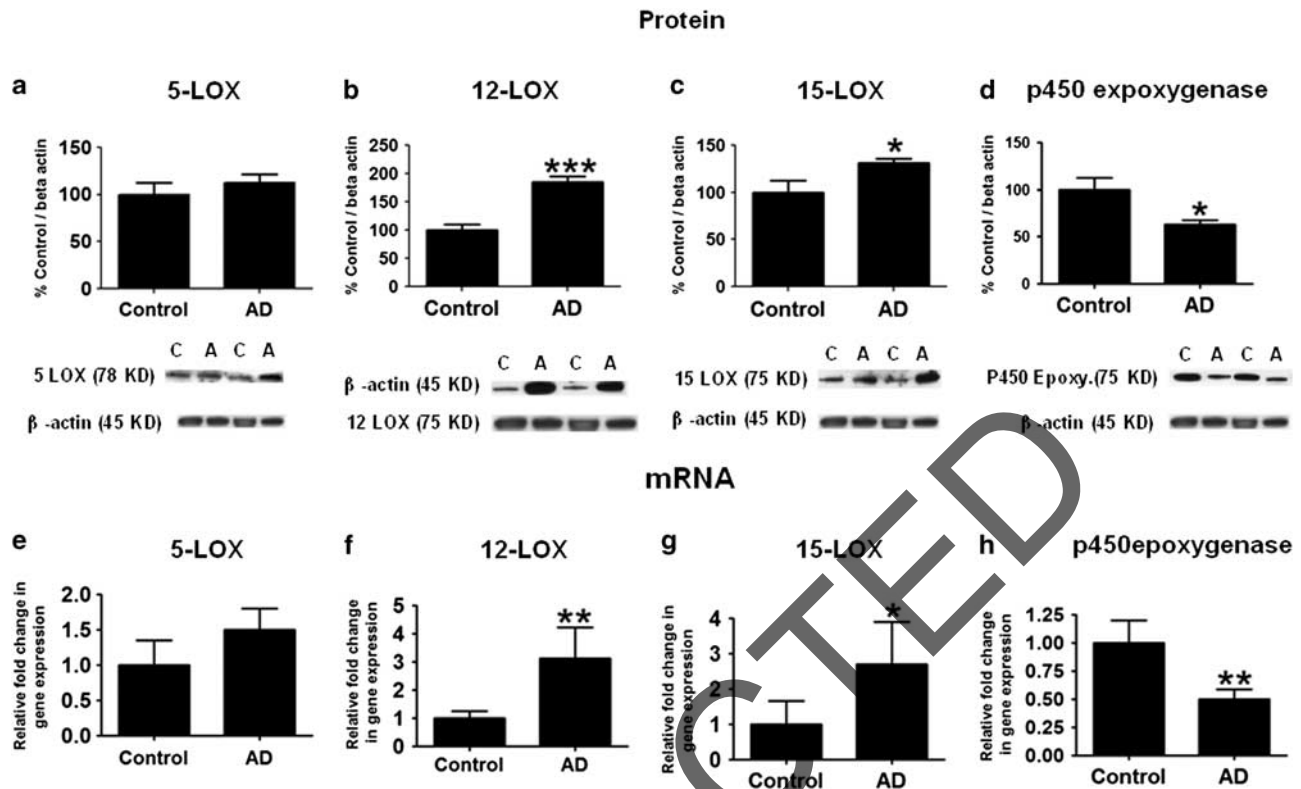 Protein
a 5-LOX
% Control / beta actin
150
100
50
0
Control AD
C A C A
5 LOX (78 KD)
β -actin (45 KD)
b 12-LOX
% Control / beta actin
250
200
150
100
50
0
***
Control AD
C A C A
β -actin (45 KD)
12 LOX (75 KD)
c 15-LOX
% Control / beta actin
150
100
50
0
*
Control AD
C A C A
15 LOX (75 KD)
β -actin (45 KD)
d p450 expoxygenase
% Control / beta actin
150
100
50
0
*
Control AD
C A C A
P450 Epoxy.(75 KD)
β -actin (45 KD)
mRNA
e 5-LOX
Relative fold change in
gene expression
2.0
1.5
1.0
0.5
0.0
Control AD
f 12-LOX
Relative fold change
in gene expression
5
4
3
2
1
0
**
Control AD
g 15-LOX
Relative fold change in
gene expression
4
2
1
0
*
Control AD
h p450epoxygenase
Relative fold change
in gene expression
1.25
1.00
0.75
0.50
0.25
0.00
**
Control AD
CTED